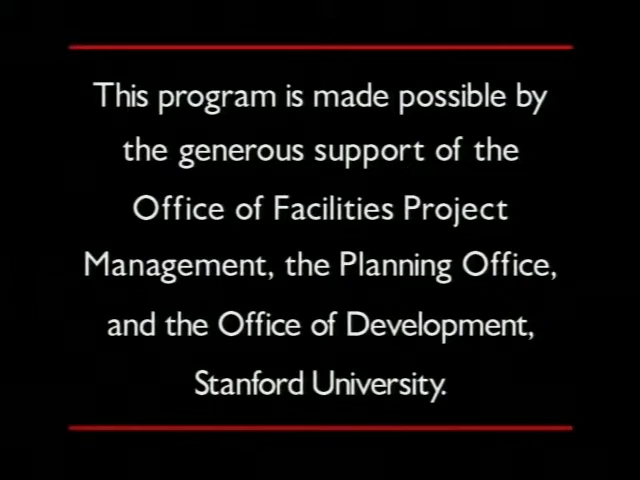 This program is made possible by
the generous support of the
Office of Facilities Project
Management, the Planning Office,
and the Office of Development,
Stanford University.